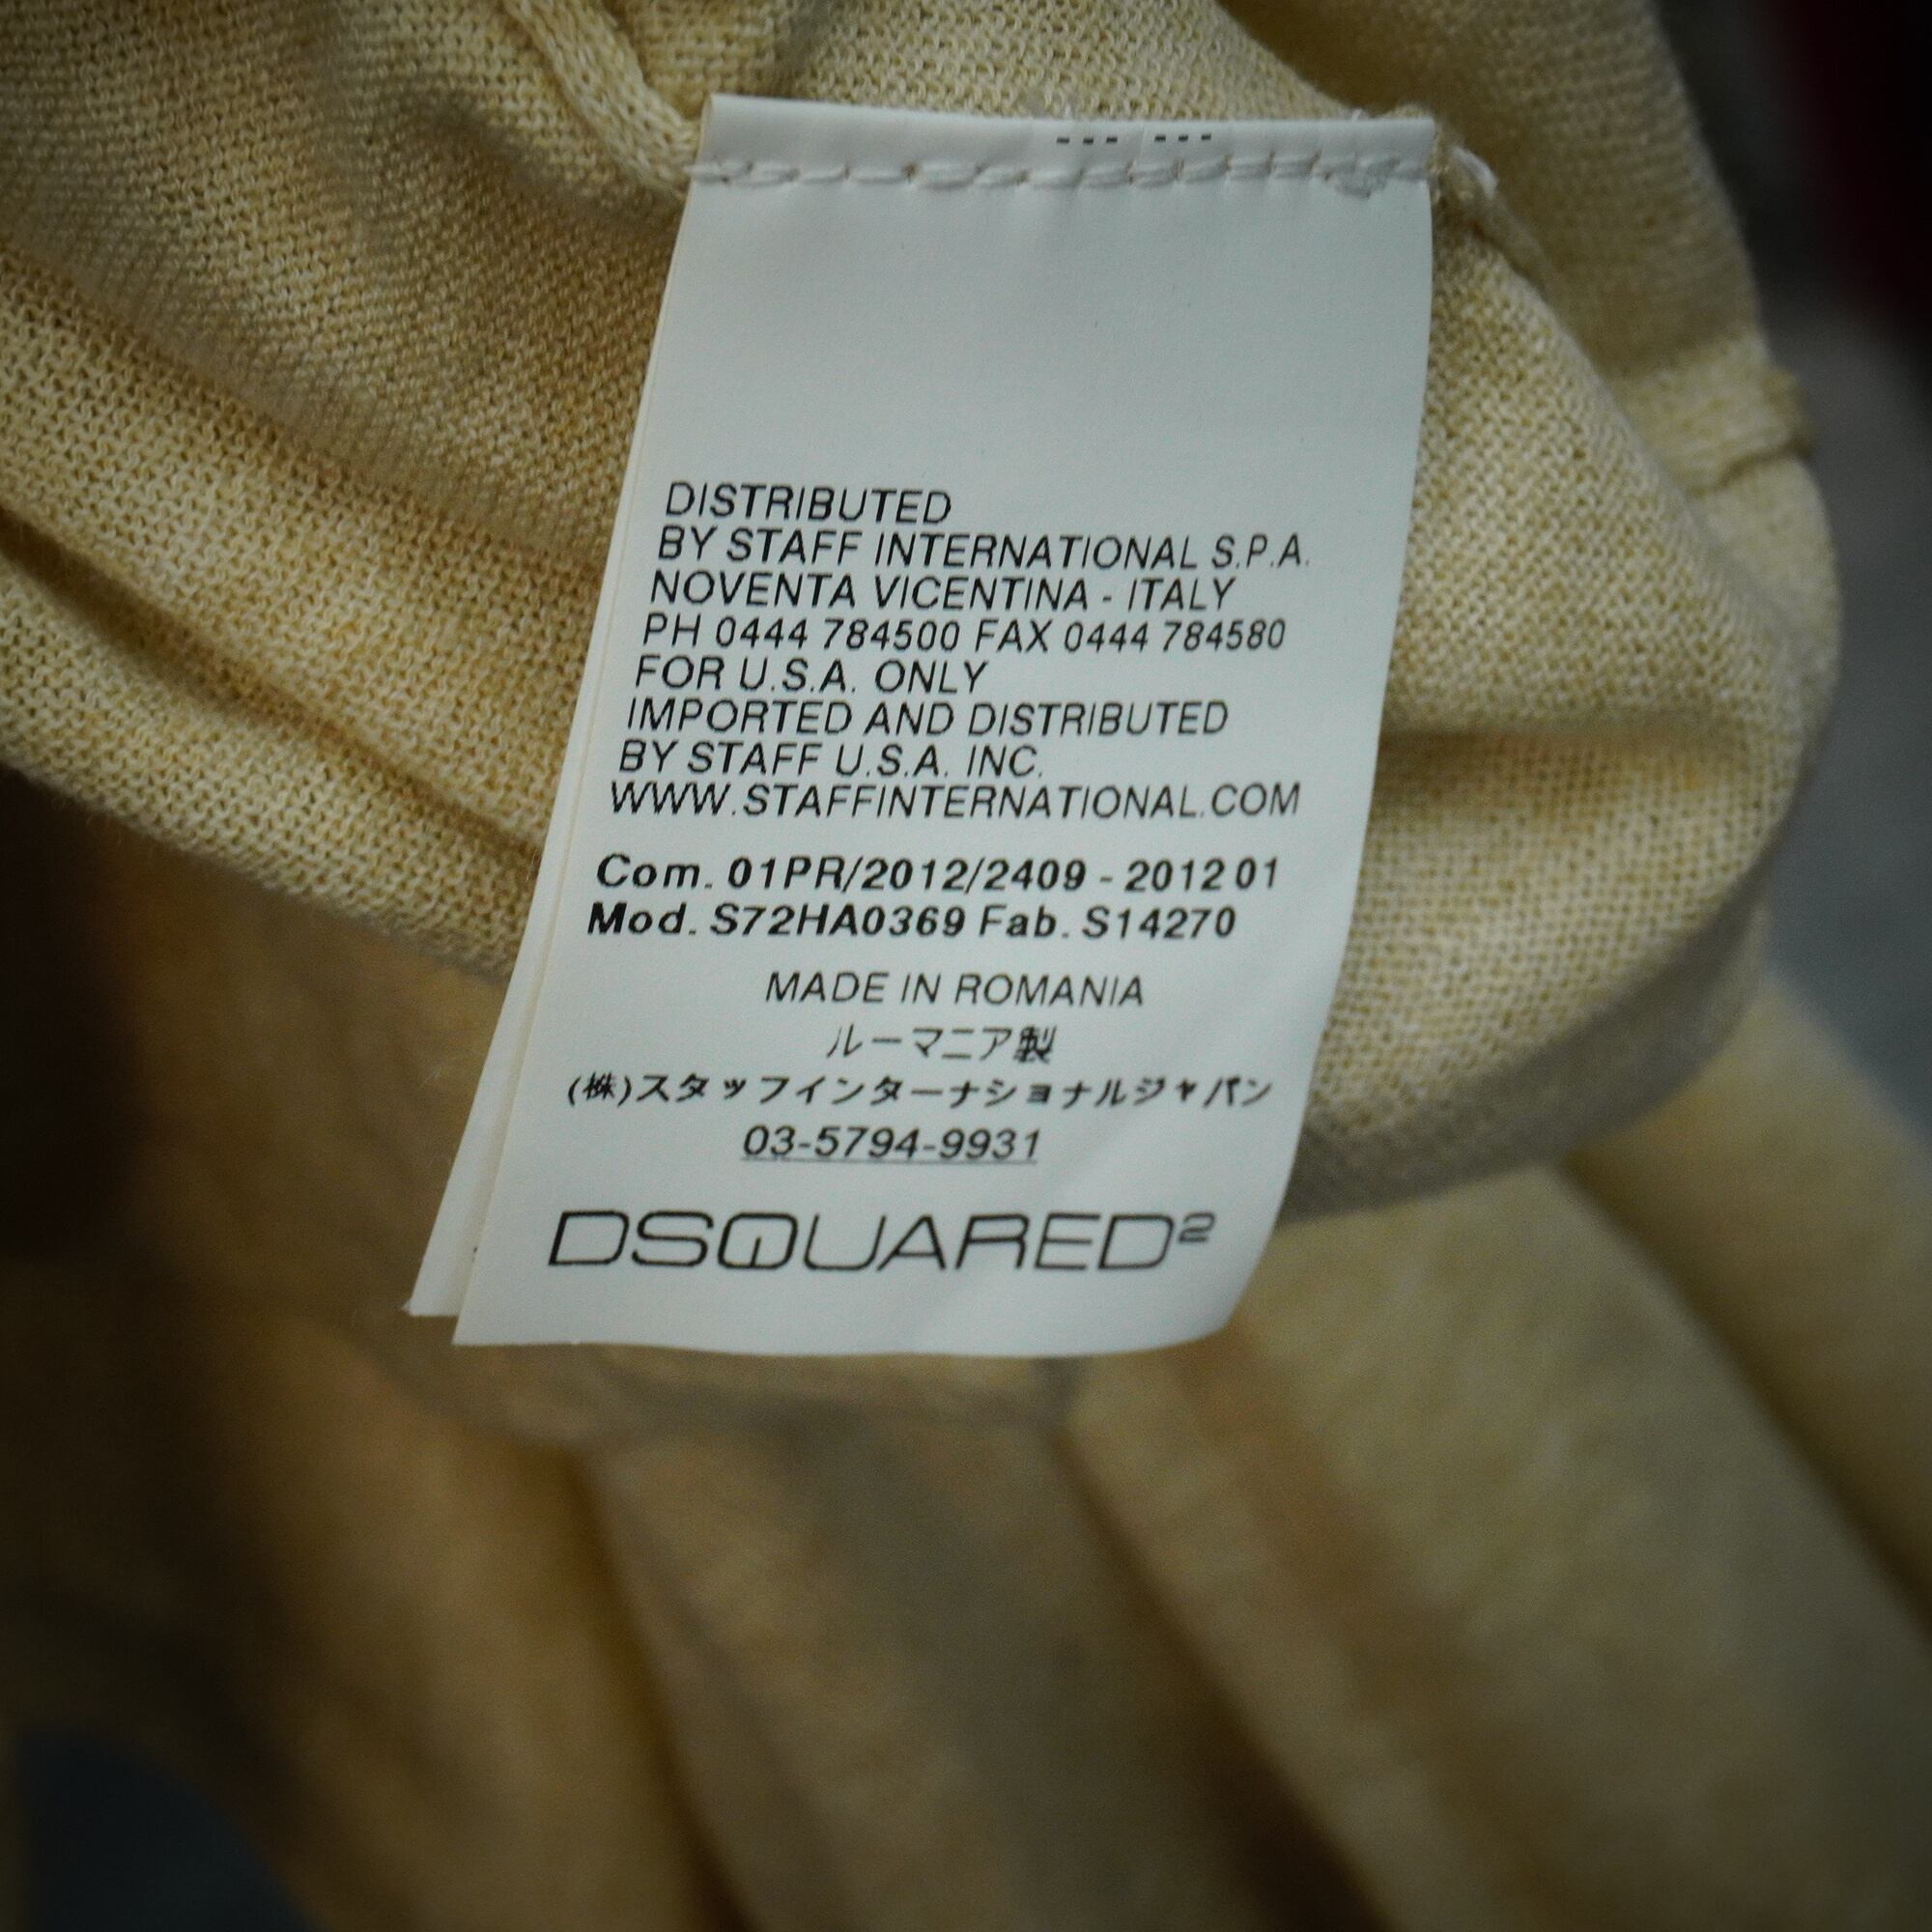 --- ---
DISTRIBUTED
BY STAFF INTERNATIONAL S.P.A.
NOVENTA VICENTINA - ITALY
PH 0444 784500 FAX 0444 784580
FOR U.S.A. ONLY
IMPORTED AND DISTRIBUTED
BY STAFF U.S.A. INC.
WWW.STAFFINTERNATIONAL.COM
Com. 01PR/2012/2409 - 2012 01
Mod. S72HA0369 Fab. S14270
MADE IN ROMANIA
ルーマニア製
(株)スタッフインターナショナルジャパン
03-5794-9931
DSQUARED²